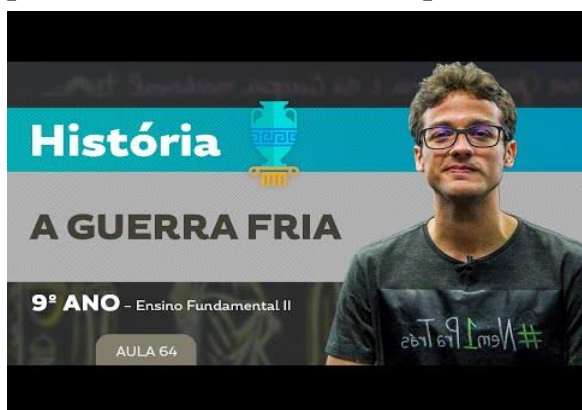 História
A GUERRA FRIA
9º ANO – Ensino Fundamental II
#Nem1PraTrás
AULA 64